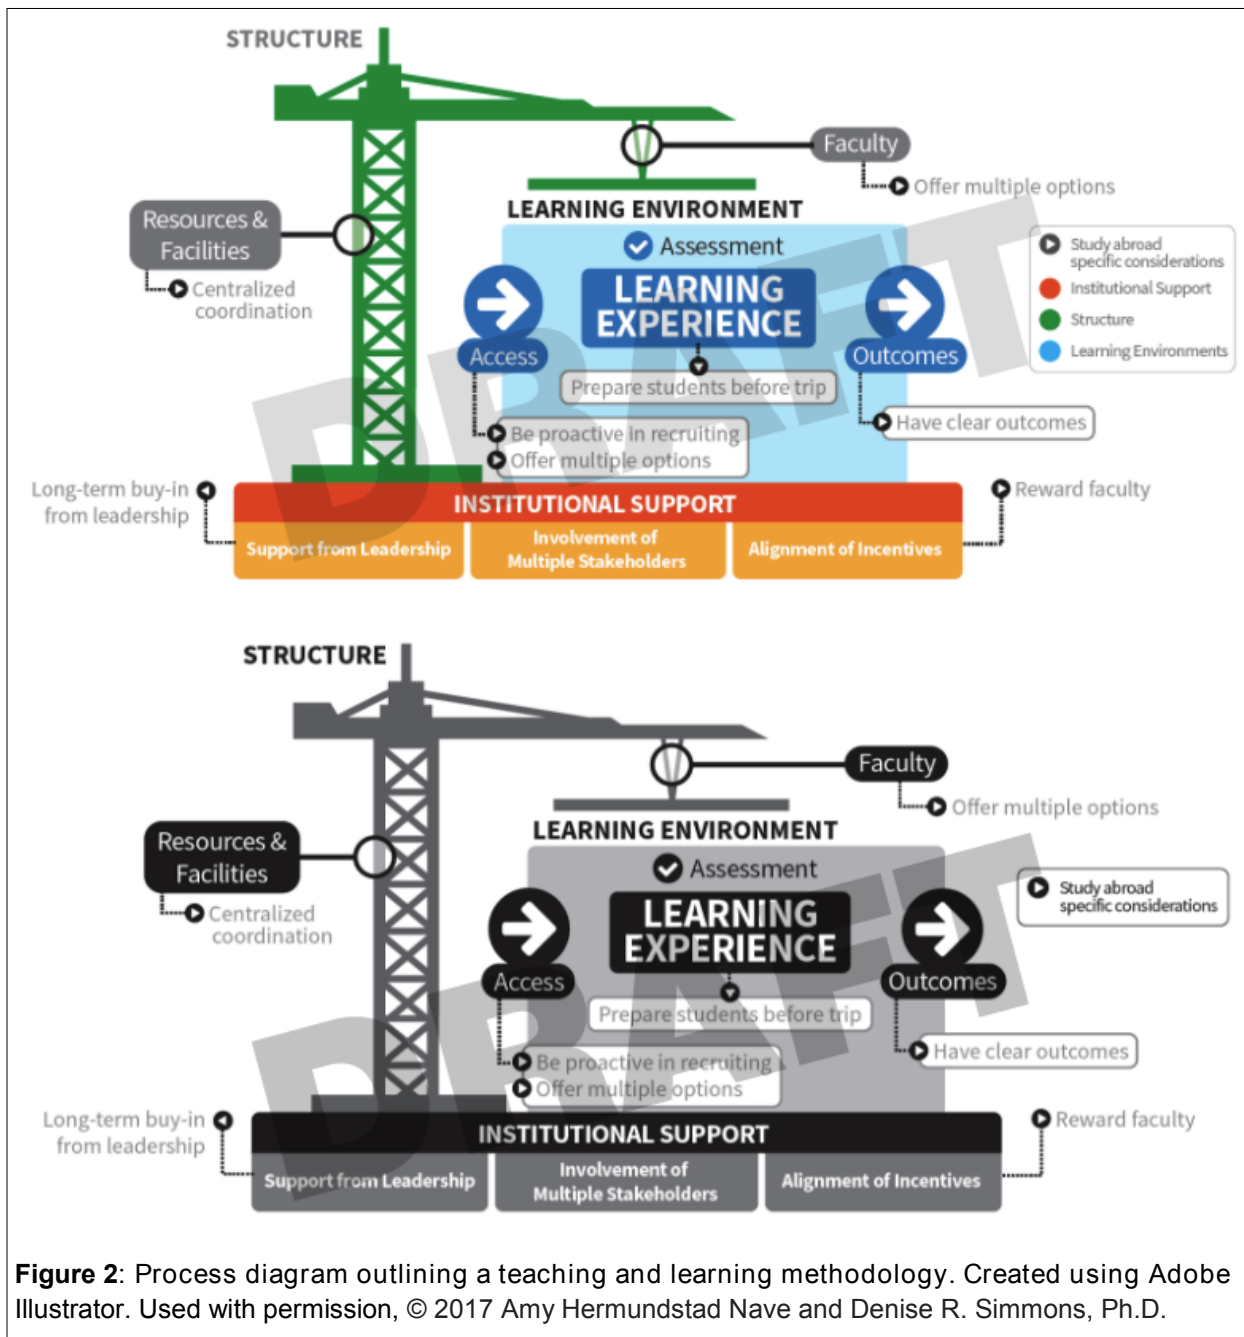 STRUCTURE
Faculty
Offer multiple options
Resources &
Facilities
Centralized
coordination
LEARNING ENVIRONMENT
Assessment
LEARNING
EXPERIENCE
Access
Outcomes
Prepare students before trip
Be proactive in recruiting
Offer multiple options
Have clear outcomes
Study abroad
specific considerations
Institutional Support
Structure
Learning Environments
DRAFT
Long-term buy-in
from leadership
Reward faculty
INSTITUTIONAL SUPPORT
Support from Leadership
Involvement of
Multiple Stakeholders
Alignment of Incentives
STRUCTURE
Faculty
Offer multiple options
Resources &
Facilities
Centralized
coordination
LEARNING ENVIRONMENT
Assessment
LEARNING
EXPERIENCE
Access
Outcomes
Prepare students before trip
Be proactive in recruiting
Offer multiple options
Have clear outcomes
Study abroad
specific considerations
DRAFT
Long-term buy-in
from leadership
Reward faculty
INSTITUTIONAL SUPPORT
Support from Leadership
Involvement of
Multiple Stakeholders
Alignment of Incentives
Figure 2: Process diagram outlining a teaching and learning methodology. Created using Adobe
Illustrator. Used with permission, © 2017 Amy Hermundstad Nave and Denise R. Simmons, Ph.D.